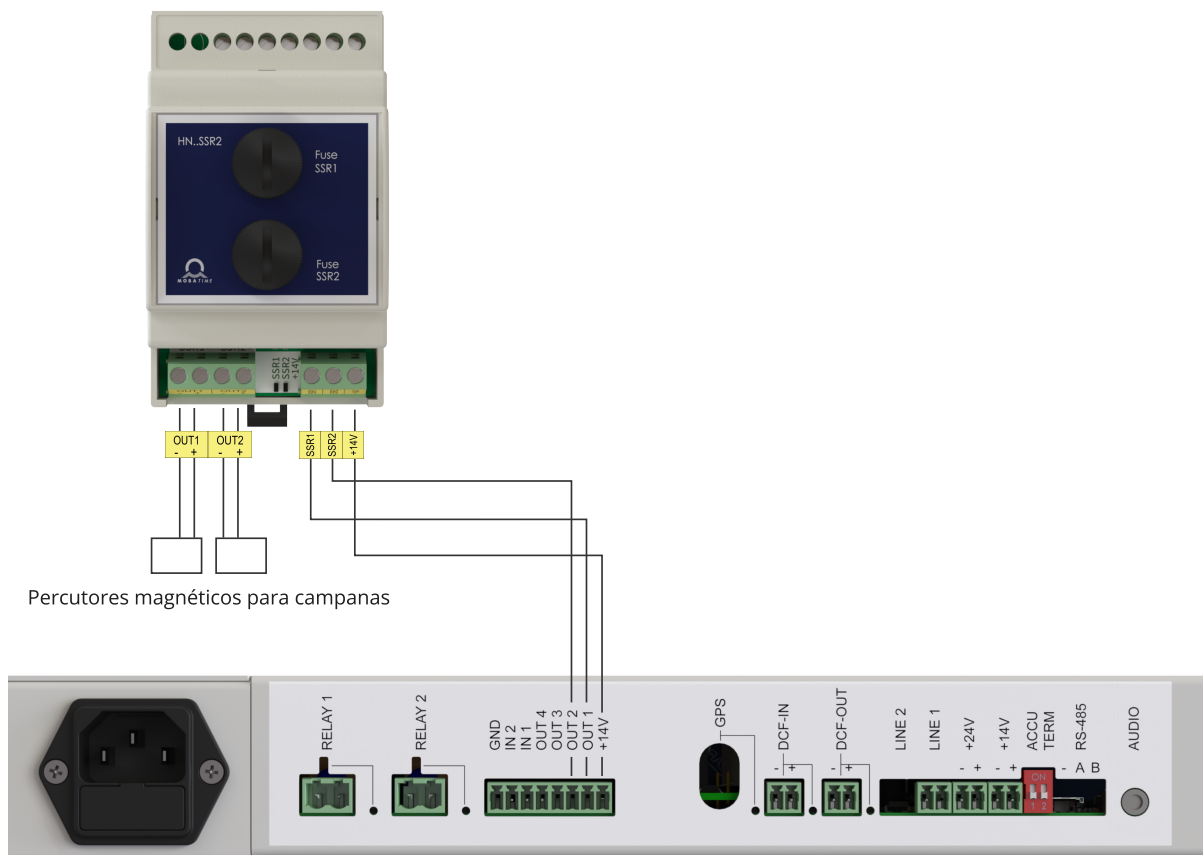 HN..SSR2
Fuse
SSR1
Fuse
SSR2
MOBATIME
SSR1
SSR2
+14V
OUT1
- +
OUT2
- +
SSR1
SSR2
+14V
Percutores magnéticos para campanas
RELAY 1
RELAY 2
GND
IN 2
IN 1
OUT 4
OUT 3
OUT 2
OUT 1
+14V
GPS
DCF-IN
- +
DCF-OUT
- +
LINE 2
LINE 1
+24V
- +
+14V
- +
ACCU
TERM
ON
1 2
RS-485
- A B
AUDIO